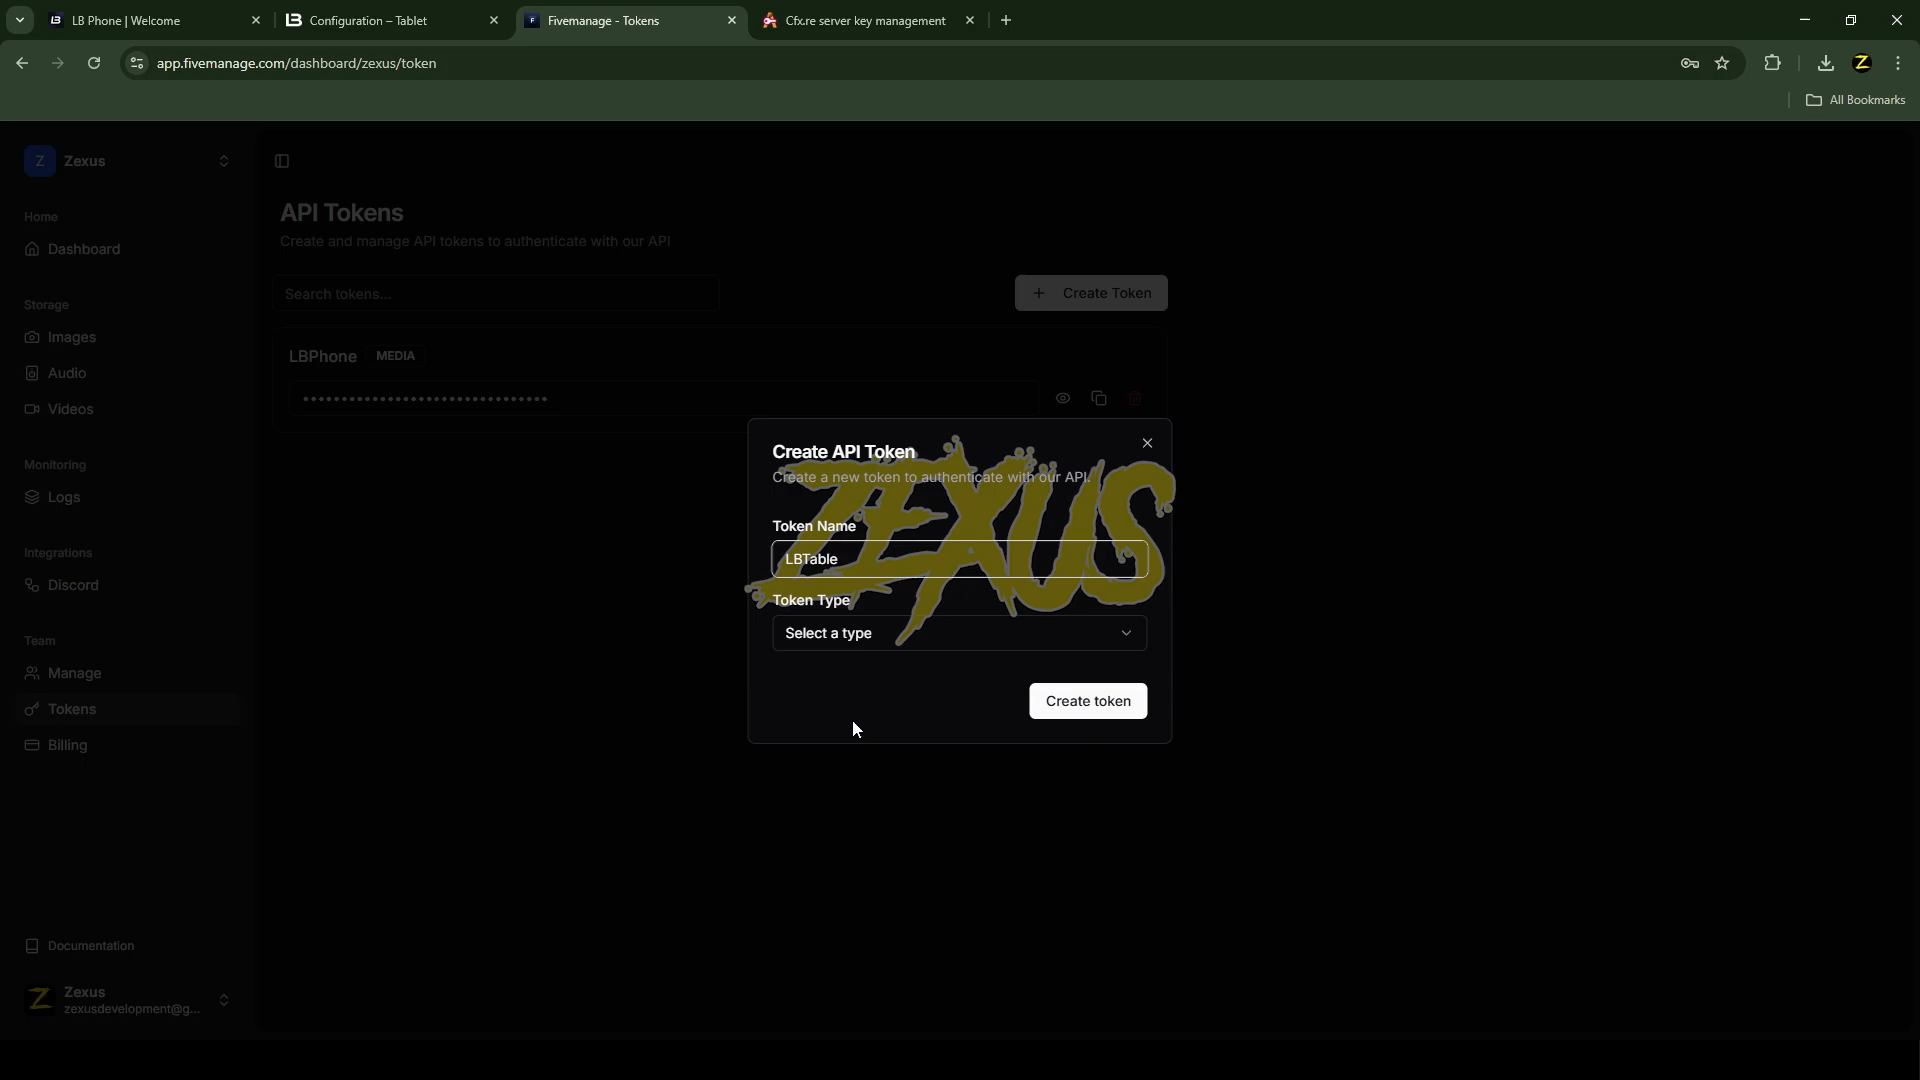 LB Phone | Welcome
Configuration – Tablet
Fivemanage - Tokens
Cfx.re server key management
app.fivemanage.com/dashboard/zexus/token
Z
All Bookmarks
Z Zexus
Home
Dashboard
Storage
Images
Audio
Videos
Monitoring
Logs
Integrations
Discord
Team
Manage
Tokens
Billing
Documentation
Z Zexus
zexusdevelopment@g...
API Tokens
Create and manage API tokens to authenticate with our API
Search tokens...
+ Create Token
LBPhone MEDIA
Create API Token
Create a new token to authenticate with our API.
ZEXUS
Token Name
LBTable
Token Type
Select a type
Create token